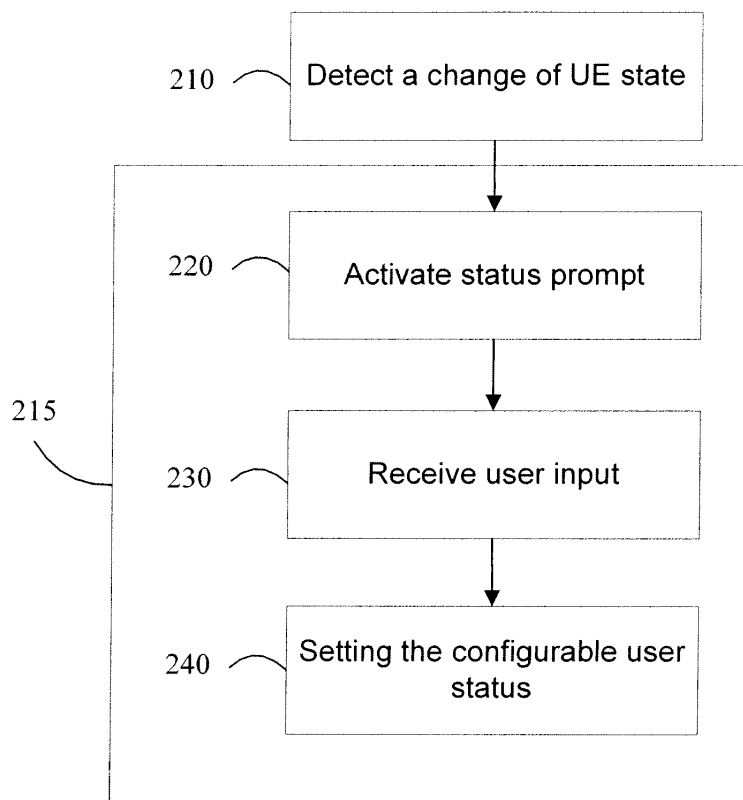 210
Detect a change of UE state
220
Activate status prompt
215
230
Receive user input
240
Setting the configurable user
status